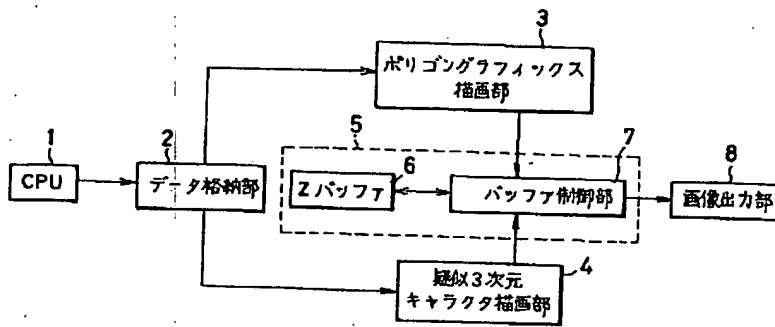 3
ポリゴングラフィックス
描画部
5
7
1
2
6
8
CPU
データ格納部
Zバッファ
バッファ制御部
画像出力部
疑似3次元
キャラクタ描画部
4